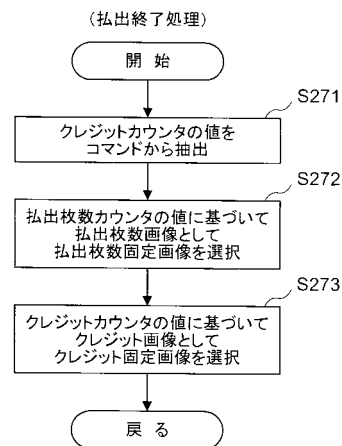 (払出終了処理)
開 始
S271
クレジットカウンタの値を
コマンドから抽出
S272
払出枚数カウンタの値に基づいて
払出枚数画像として
払出枚数固定画像を選択
S273
クレジットカウンタの値に基づいて
クレジット画像として
クレジット固定画像を選択
戻 る